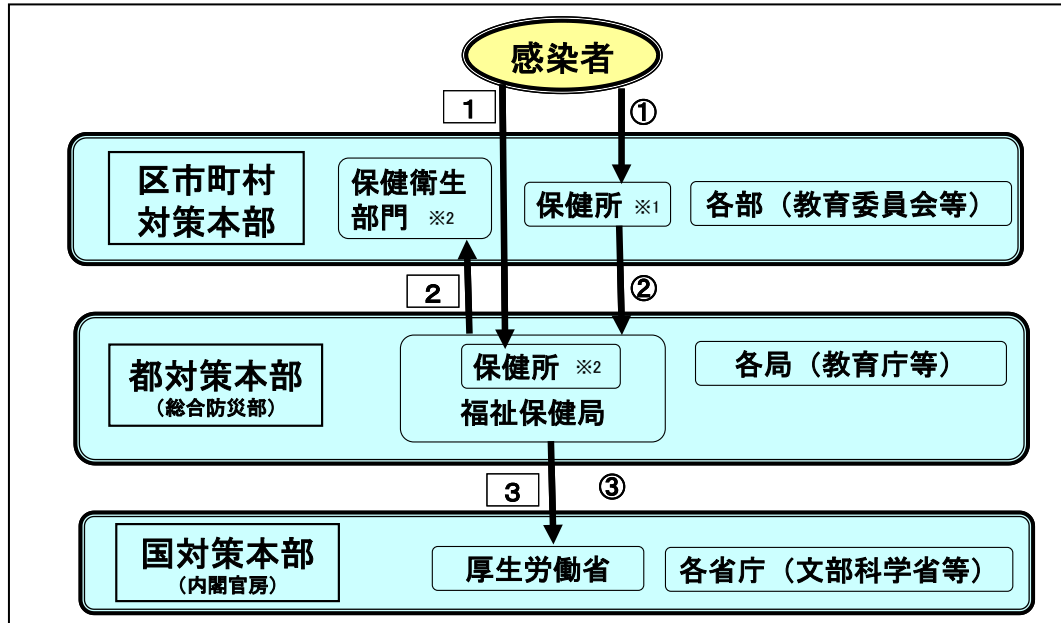 感染者
1
①
区市町村
対策本部
保健衛生
部門 ※2
保健所 ※1
各部（教育委員会等）
2
②
都対策本部
（総合防災部）
保健所 ※2
福祉保健局
各局（教育庁等）
3
③
国対策本部
（内閣官房）
厚生労働省
各省庁（文部科学省等）